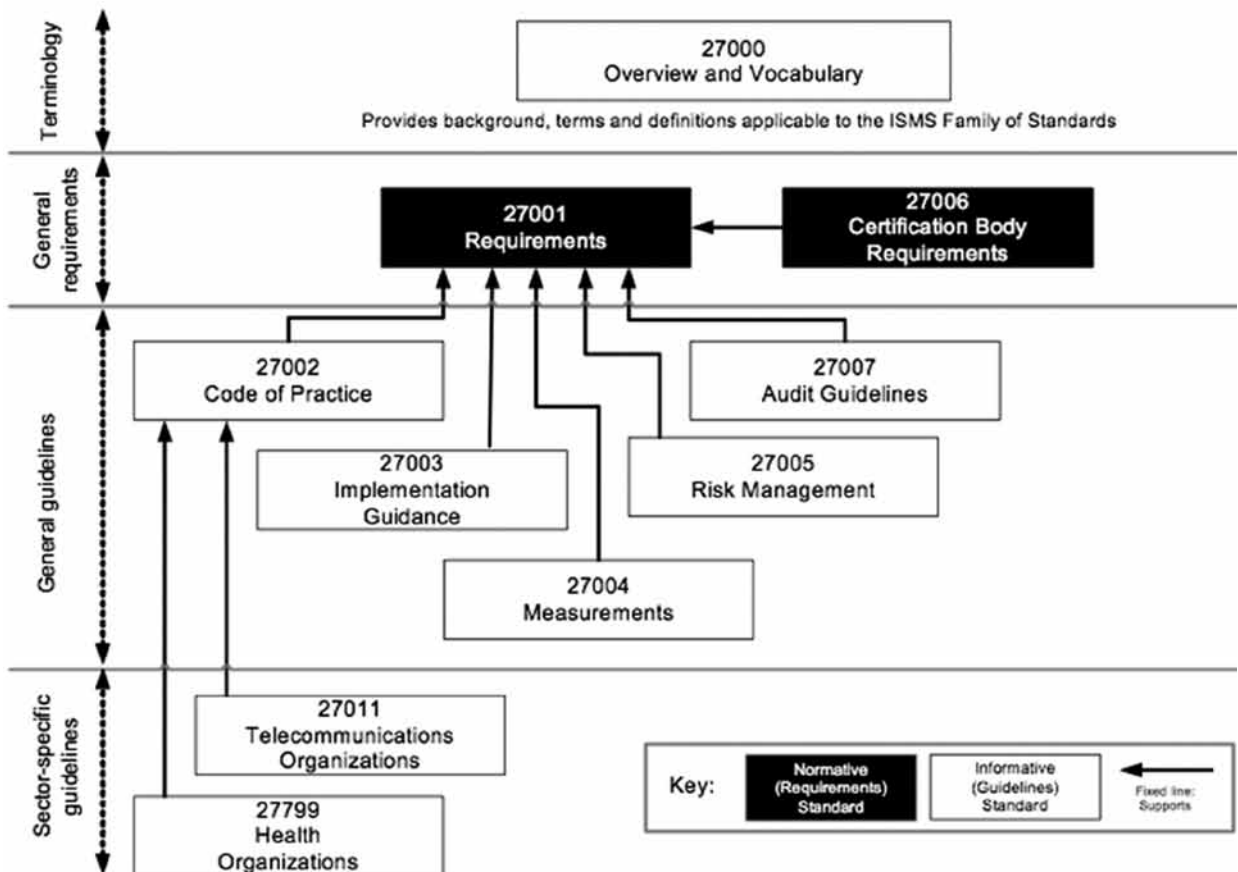 Terminology
27000
Overview and Vocabulary
Provides background, terms and definitions applicable to the ISMS Family of Standards
General
requirements
27001
Requirements
27006
Certification Body
Requirements
General guidelines
27002
Code of Practice
27007
Audit Guidelines
27003
Implementation
Guidance
27005
Risk Management
27004
Measurements
Sector-specific
guidelines
27011
Telecommunications
Organizations
27799
Health
Organizations
Key:
Normative
(Requirements)
Standard
Informative
(Guidelines)
Standard
Fixed line:
Supports